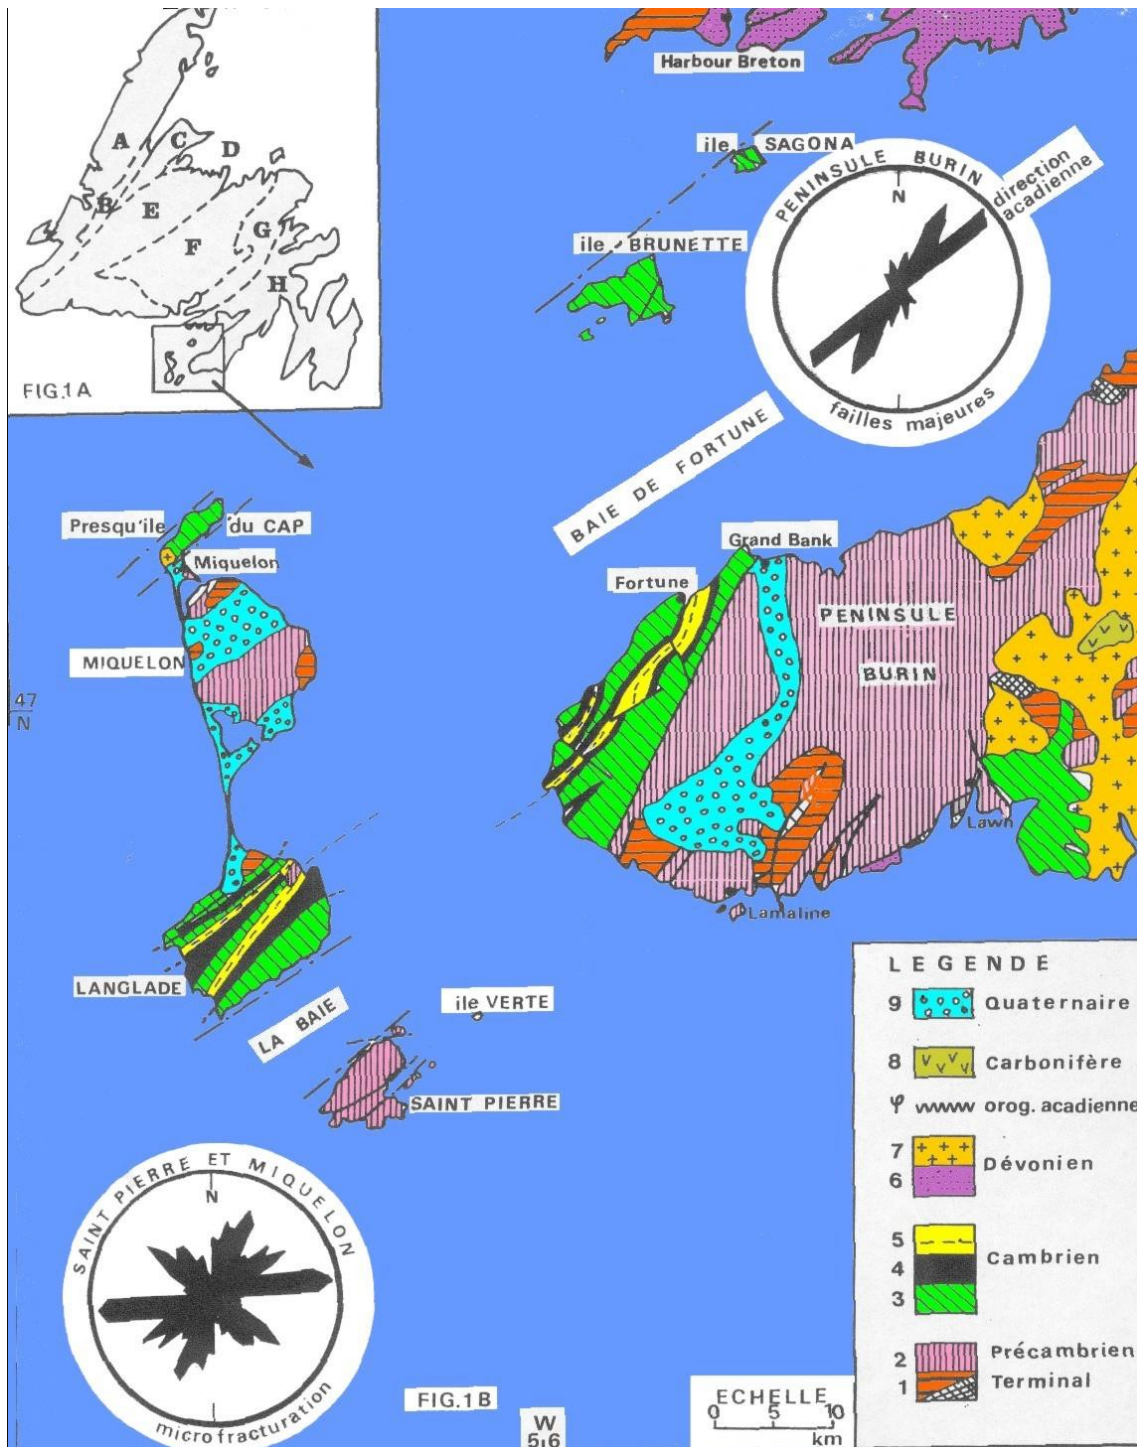 A
B
C
D
E
F
G
H
FIG.1A
Harbour Breton
ile SAGONA
ile BRUNETTE
PENINSULE BURIN
N
direction
acadienne
failles majeures
BAIE DE FORTUNE
Presqu'île du CAP
Miquelon
MIQUELON
47
N
Grand Bank
Fortune
PENINSULE
BURIN
Lawn
Lamaline
LANGLADE
LA BAIE
ile VERTE
SAINT PIERRE
SAINT PIERRE ET MIQUELON
N
microfracturation
FIG.1B
W
56
ECHELLE
0 5 10
km
LEGENDE
9 Quaternaire
8 Carbonifère
φ orog. acadienne
7
Dévonien
6
5
4 Cambrien
3
2 Précambrien
1 Terminal